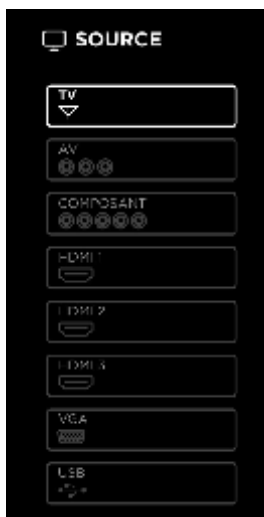 SOURCE
TV
AV
COMPOSANT
HDMI 1
HDMI 2
HDMI 3
VGA
USB